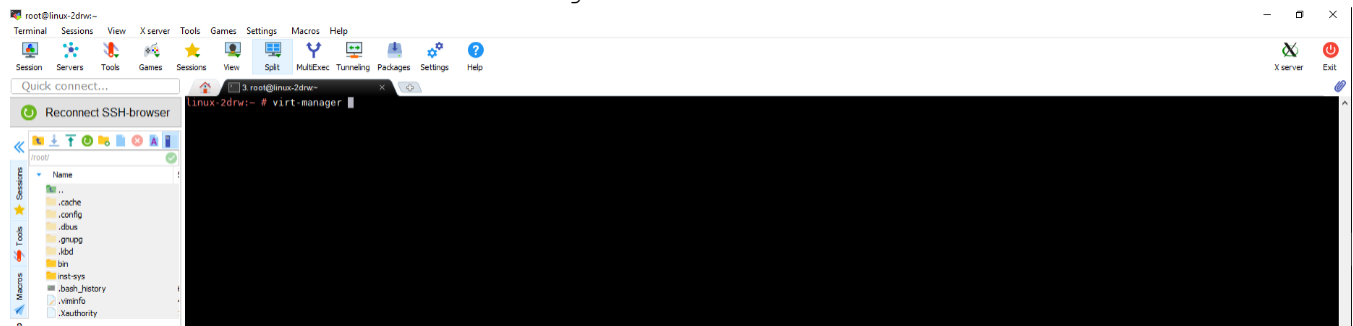 root@linux-2drw:~
Terminal Sessions View X server Tools Games Settings Macros Help
Session Servers Tools Games Sessions View Split MultiExec Tunneling Packages Settings Help X server Exit
Quick connect...
3. root@linux-2drw:~
Reconnect SSH-browser
linux-2drw:~ # virt-manager
/root/
Name
..
.cache
.config
.dbus
.gnupg
.kbd
bin
inst-sys
.bash_history
.viminfo
.Xauthority
Sessions
Tools
Macros